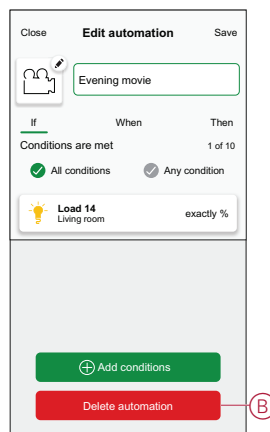 Close Edit automation Save
Evening movie
If When Then
Conditions are met 1 of 10
All conditions Any condition
Load 14
Living room exactly %
Add conditions
Delete automation B